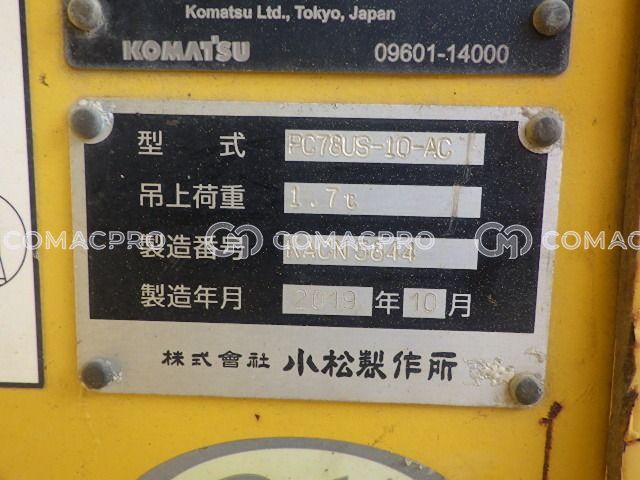 Komatsu Ltd., Tokyo, Japan
KOMATSU 09601-14000
型 式 PC78US-10-AC
吊上荷重 1.7t
COMACPRO COMACPRO COMACPRO
製造番号
製造年月 2019 年 10 月
株式會社 小松製作所